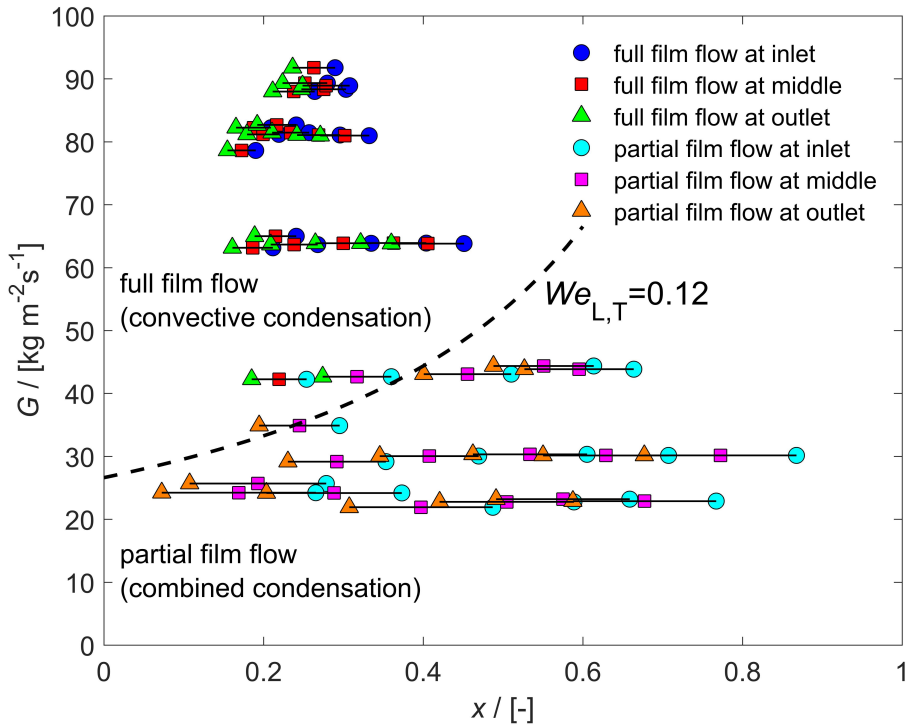 100
90
80
70
60
50
40
30
20
10
0
0
0.2
0.4
0.6
0.8
1
G / [kg m⁻²s⁻¹]
x / [-]
full film flow at inlet
full film flow at middle
full film flow at outlet
partial film flow at inlet
partial film flow at middle
partial film flow at outlet
full film flow
(convective condensation)
We_L,T=0.12
partial film flow
(combined condensation)